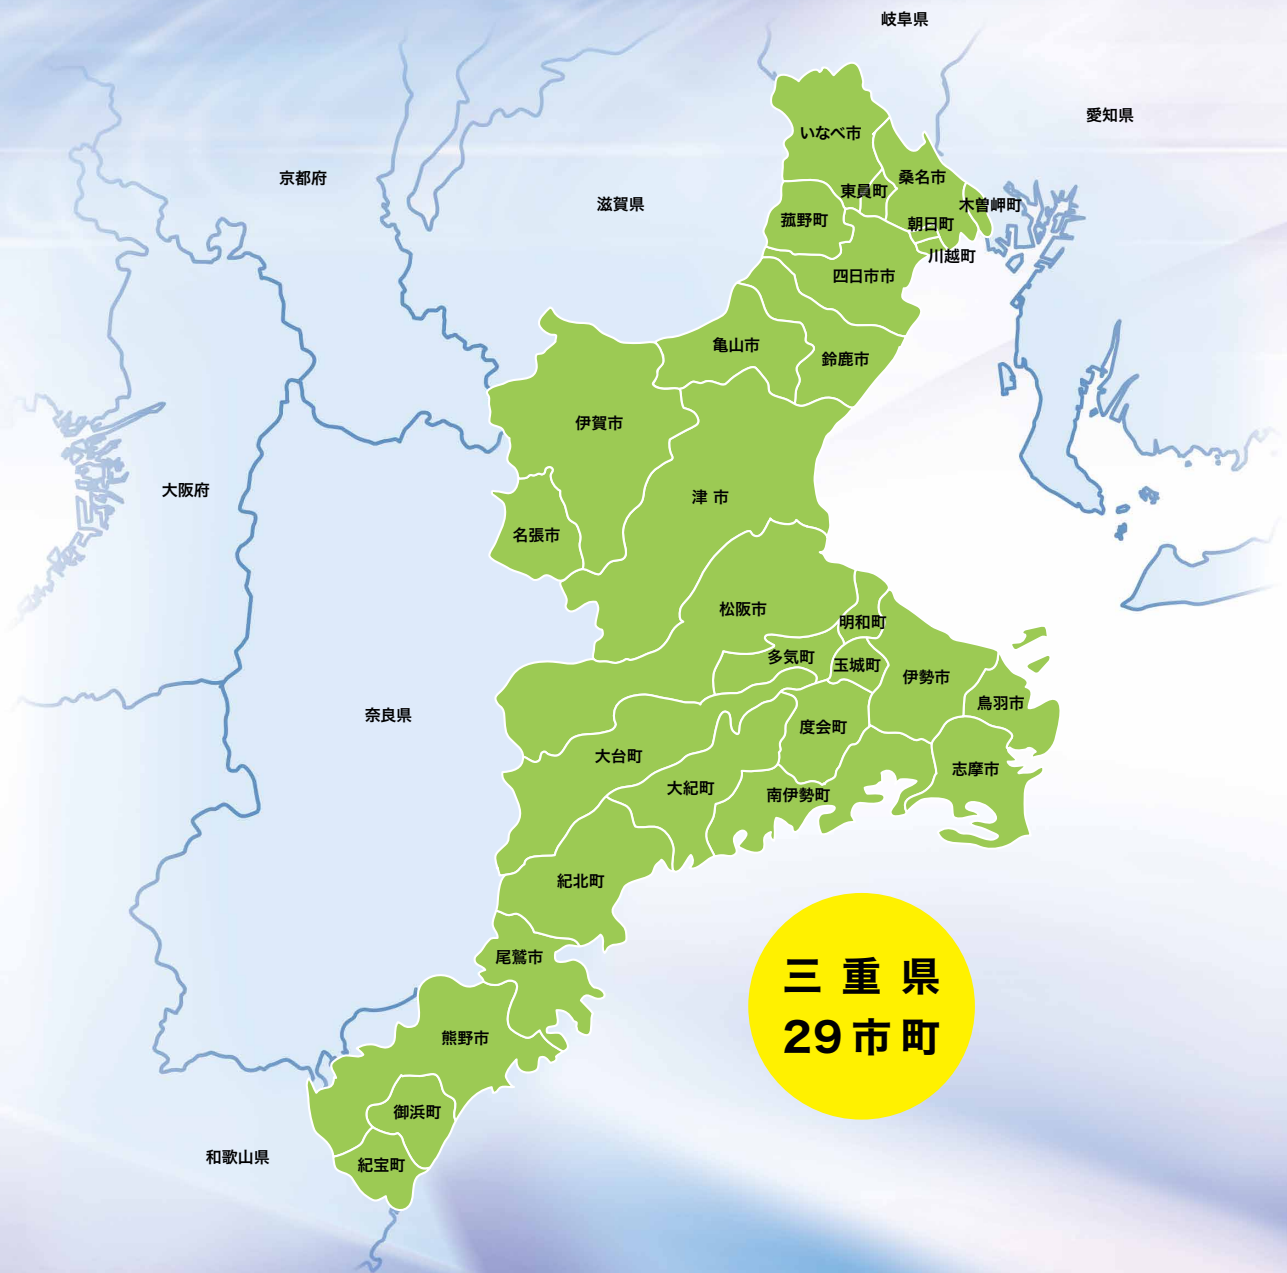 岐阜県
愛知県
いなべ市
京都府
桑名市
東員町
滋賀県
木曽岬町
菰野町
朝日町
川越町
四日市市
亀山市
鈴鹿市
伊賀市
大阪府
津 市
名張市
松阪市
明和町
多気町
玉城町
伊勢市
鳥羽市
奈良県
度会町
大台町
志摩市
大紀町
南伊勢町
紀北町
尾鷲市
三 重 県
29 市 町
熊野市
御浜町
和歌山県
紀宝町